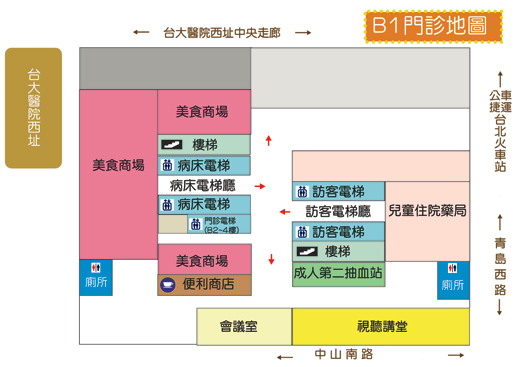 台大醫院西址中央走廊
B1門診地圖
台大醫院西址
公車
捷運
台北火車站
美食商場
樓梯
美食商場
病床電梯
病床電梯廳
病床電梯
門診電梯
(B2~4樓)
訪客電梯
訪客電梯廳
訪客電梯
樓梯
兒童住院藥局
成人第二抽血站
青島西路
美食商場
便利商店
廁所
廁所
會議室
視聽講堂
中山南路